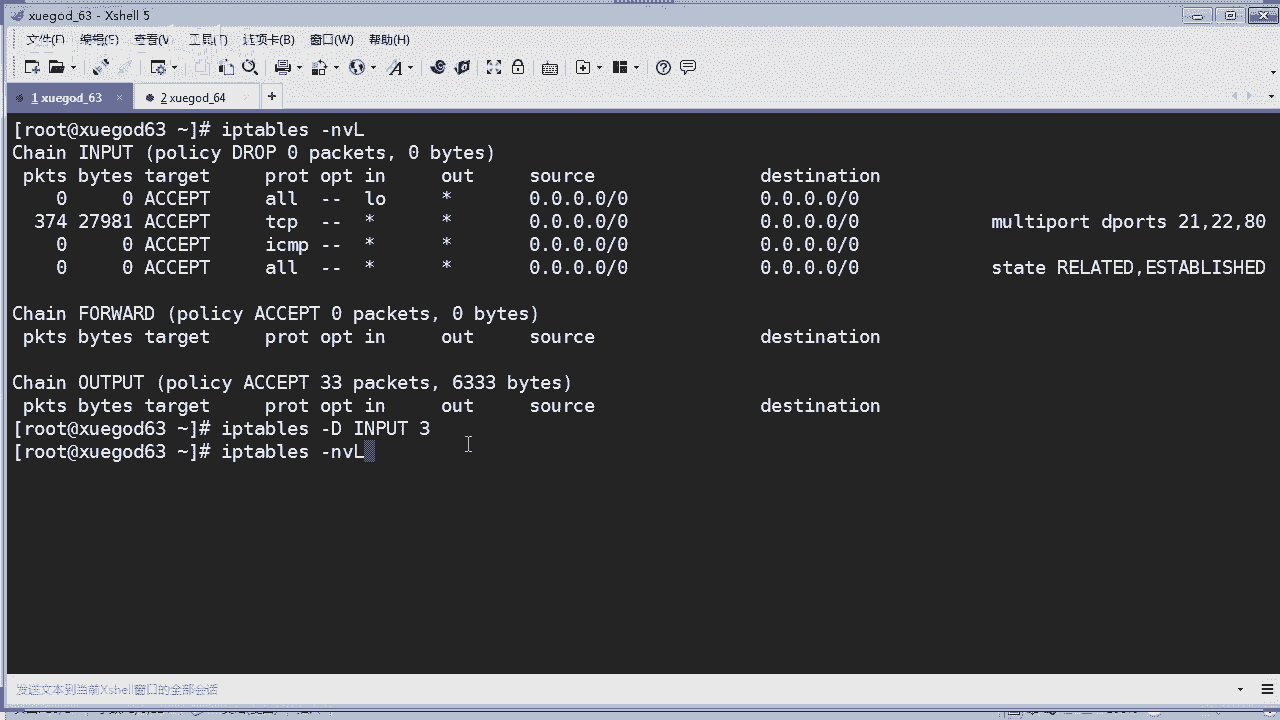 xuegod_63 - Xshell 5
文件(F) 编辑(E) 查看(V) 工具(T) 选项卡(B) 窗口(W) 帮助(H)
1 xuegod_63 × 2 xuegod_64 +
[root@xuegod63 ~]# iptables -nvL
Chain INPUT (policy DROP 0 packets, 0 bytes)
pkts bytes target prot opt in out source destination
0 0 ACCEPT all -- lo * 0.0.0.0/0 0.0.0.0/0
374 27981 ACCEPT tcp -- * * 0.0.0.0/0 0.0.0.0/0 multiport dports 21,22,80
0 0 ACCEPT icmp -- * * 0.0.0.0/0 0.0.0.0/0
0 0 ACCEPT all -- * * 0.0.0.0/0 0.0.0.0/0 state RELATED,ESTABLISHED
Chain FORWARD (policy ACCEPT 0 packets, 0 bytes)
pkts bytes target prot opt in out source destination
Chain OUTPUT (policy ACCEPT 33 packets, 6333 bytes)
pkts bytes target prot opt in out source destination
[root@xuegod63 ~]# iptables -D INPUT 3
[root@xuegod63 ~]# iptables -nvL
发送文本到当前Xshell窗口的全部会话